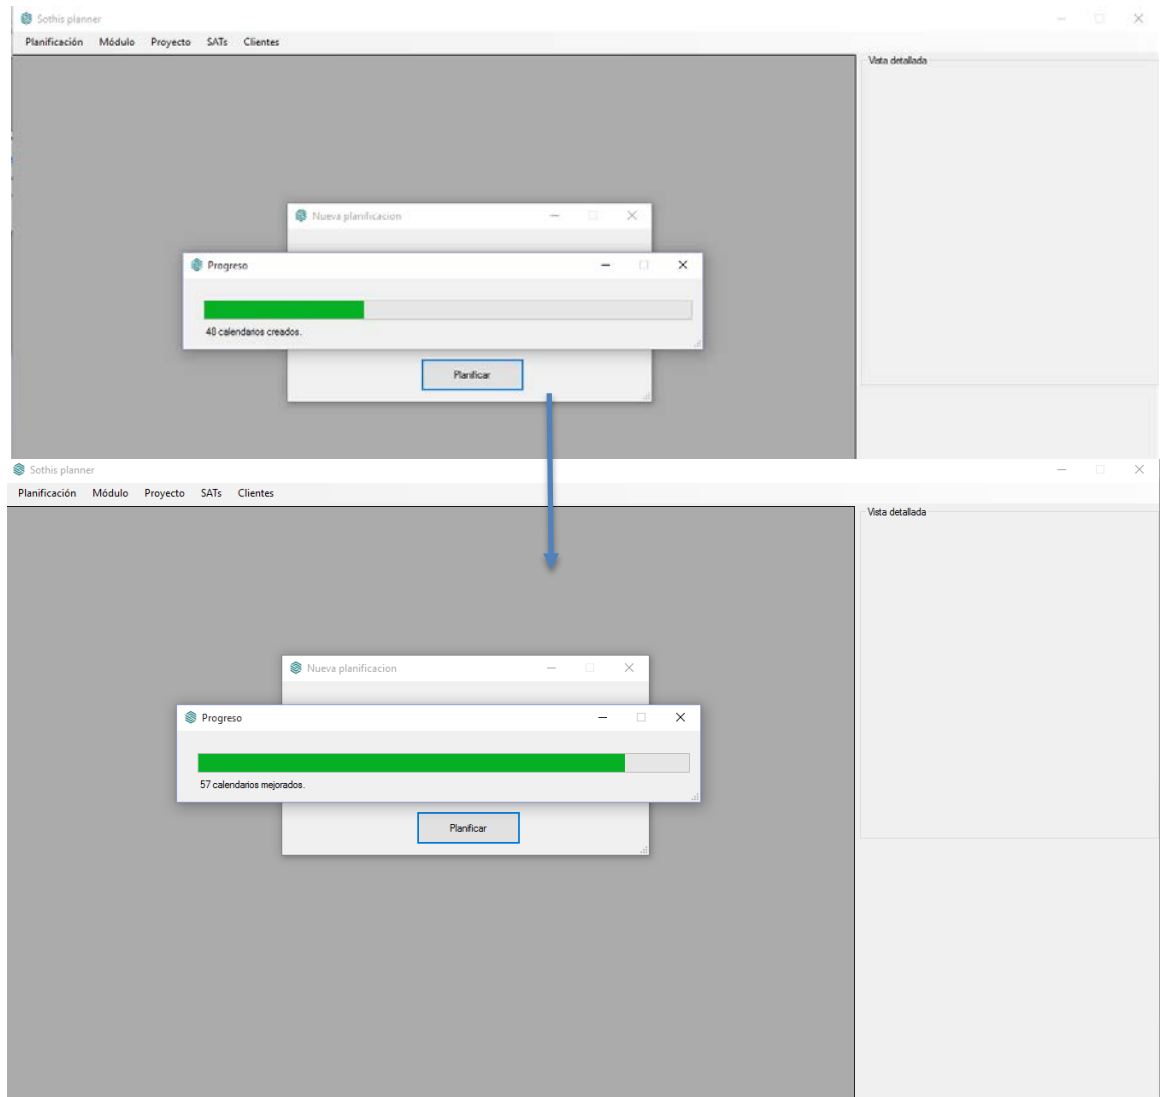 Sothis planner
Planificación Módulo Proyecto SATs Clientes
Vista detallada
Nueva planificacion
Progreso
48 calendarios creados.
Planificar
Sothis planner
Planificación Módulo Proyecto SATs Clientes
Vista detallada
Nueva planificacion
Progreso
57 calendarios mejorados.
Planificar